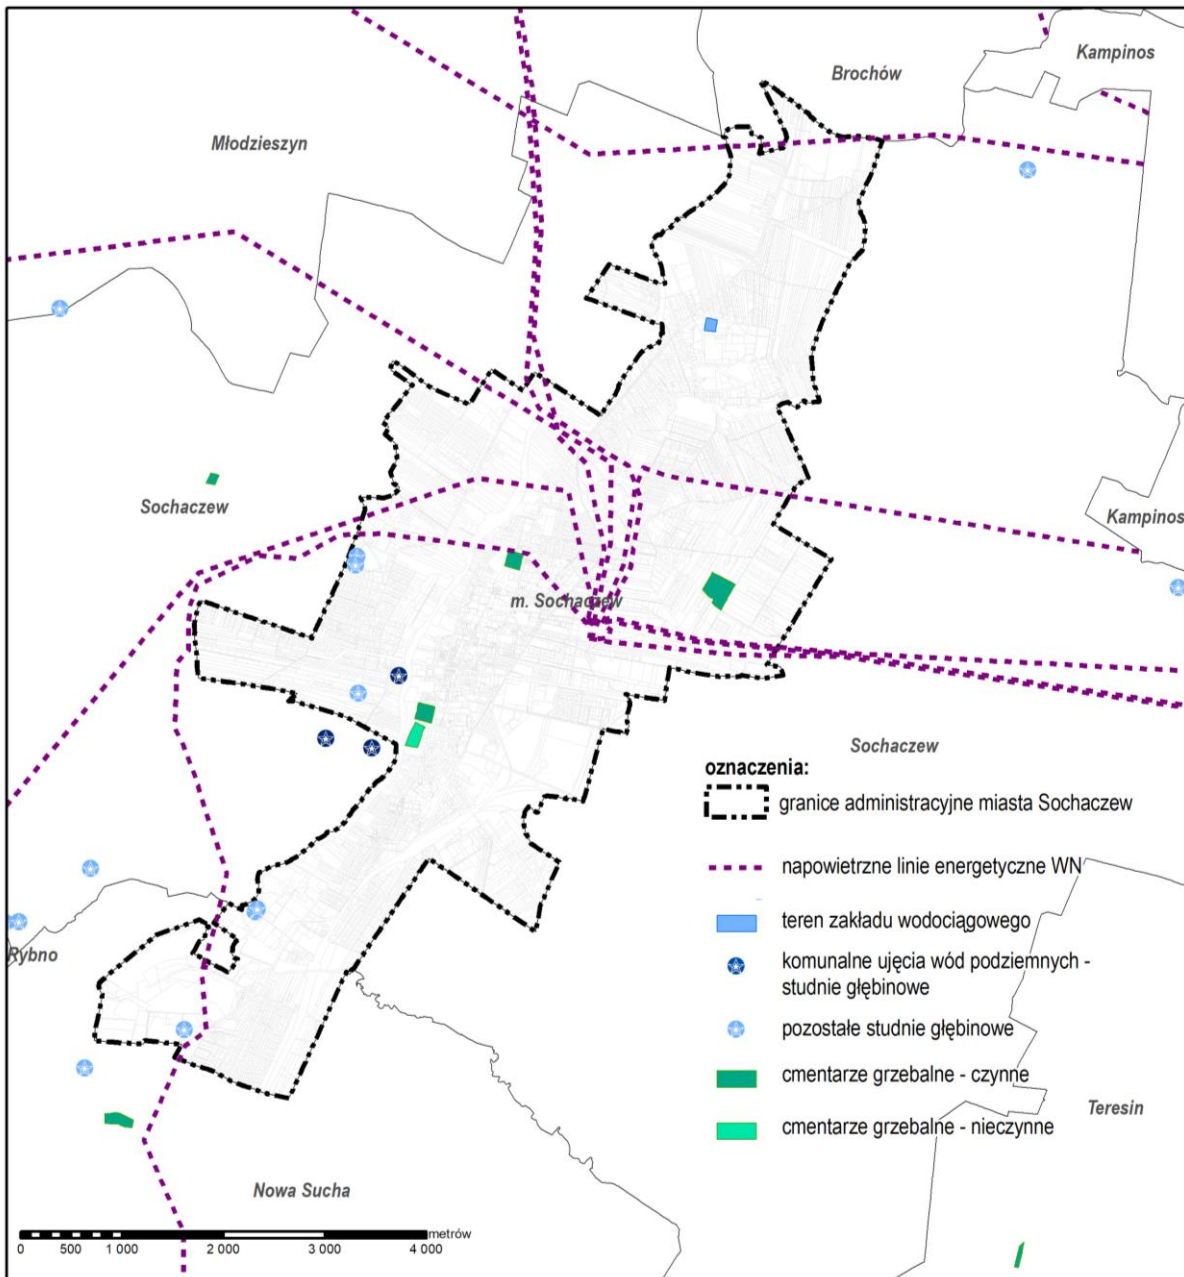 Kampinos
Brochów
Młodzieszyn
Sochaczew
Kampinos
m. Sochaczew
Sochaczew
oznaczenia:
granice administracyjne miasta Sochaczew
napowietrzne linie energetyczne WN
teren zakładu wodociągowego
komunalne ujęcia wód podziemnych -
studnie głębinowe
pozostałe studnie głębinowe
cmentarze grzebalne - czynne
cmentarze grzebalne - nieczynne
Rybno
Teresin
Nowa Sucha
metrów
0 500 1 000 2 000 3 000 4 000